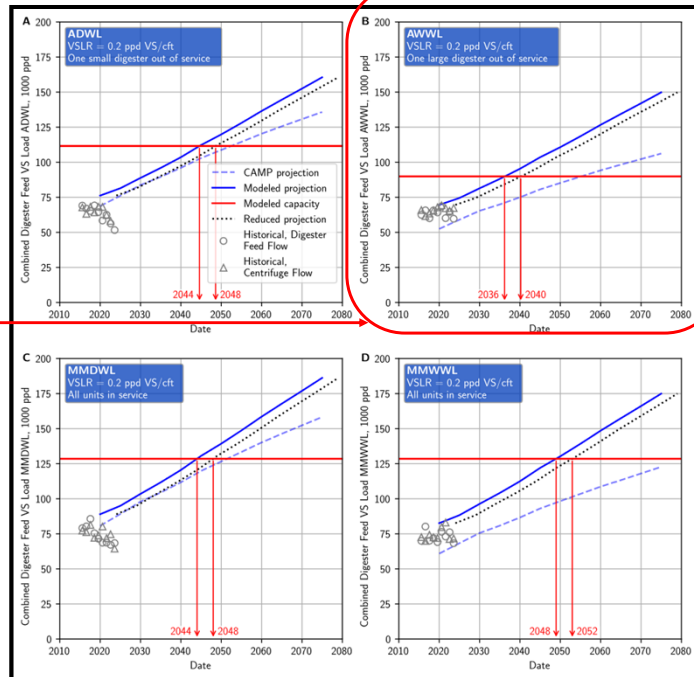 A
ADWL
VSLR = 0.2 ppd VS/cft
One small digester out of service
Combined Digester Feed VS Load ADWL, 1000 ppd
200
175
150
125
100
75
50
25
0
CAMP projection
Modeled projection
Modeled capacity
Reduced projection
Historical, Digester
Feed Flow
Historical,
Centrifuge Flow
2044
2048
2010 2020 2030 2040 2050 2060 2070 2080
Date
B
AWWL
VSLR = 0.2 ppd VS/cft
One large digester out of service
Combined Digester Feed VS Load AWWL, 1000 ppd
200
175
150
125
100
75
50
25
0
2036
2040
2010 2020 2030 2040 2050 2060 2070 2080
Date
C
MMDWL
VSLR = 0.2 ppd VS/cft
All units in service
Combined Digester Feed VS Load MMDWL, 1000 ppd
200
175
150
125
100
75
50
25
0
2044
2048
2010 2020 2030 2040 2050 2060 2070 2080
Date
D
MMWWL
VSLR = 0.2 ppd VS/cft
All units in service
Combined Digester Feed VS Load MMWWL, 1000 ppd
200
175
150
125
100
75
50
25
0
2048
2052
2010 2020 2030 2040 2050 2060 2070 2080
Date